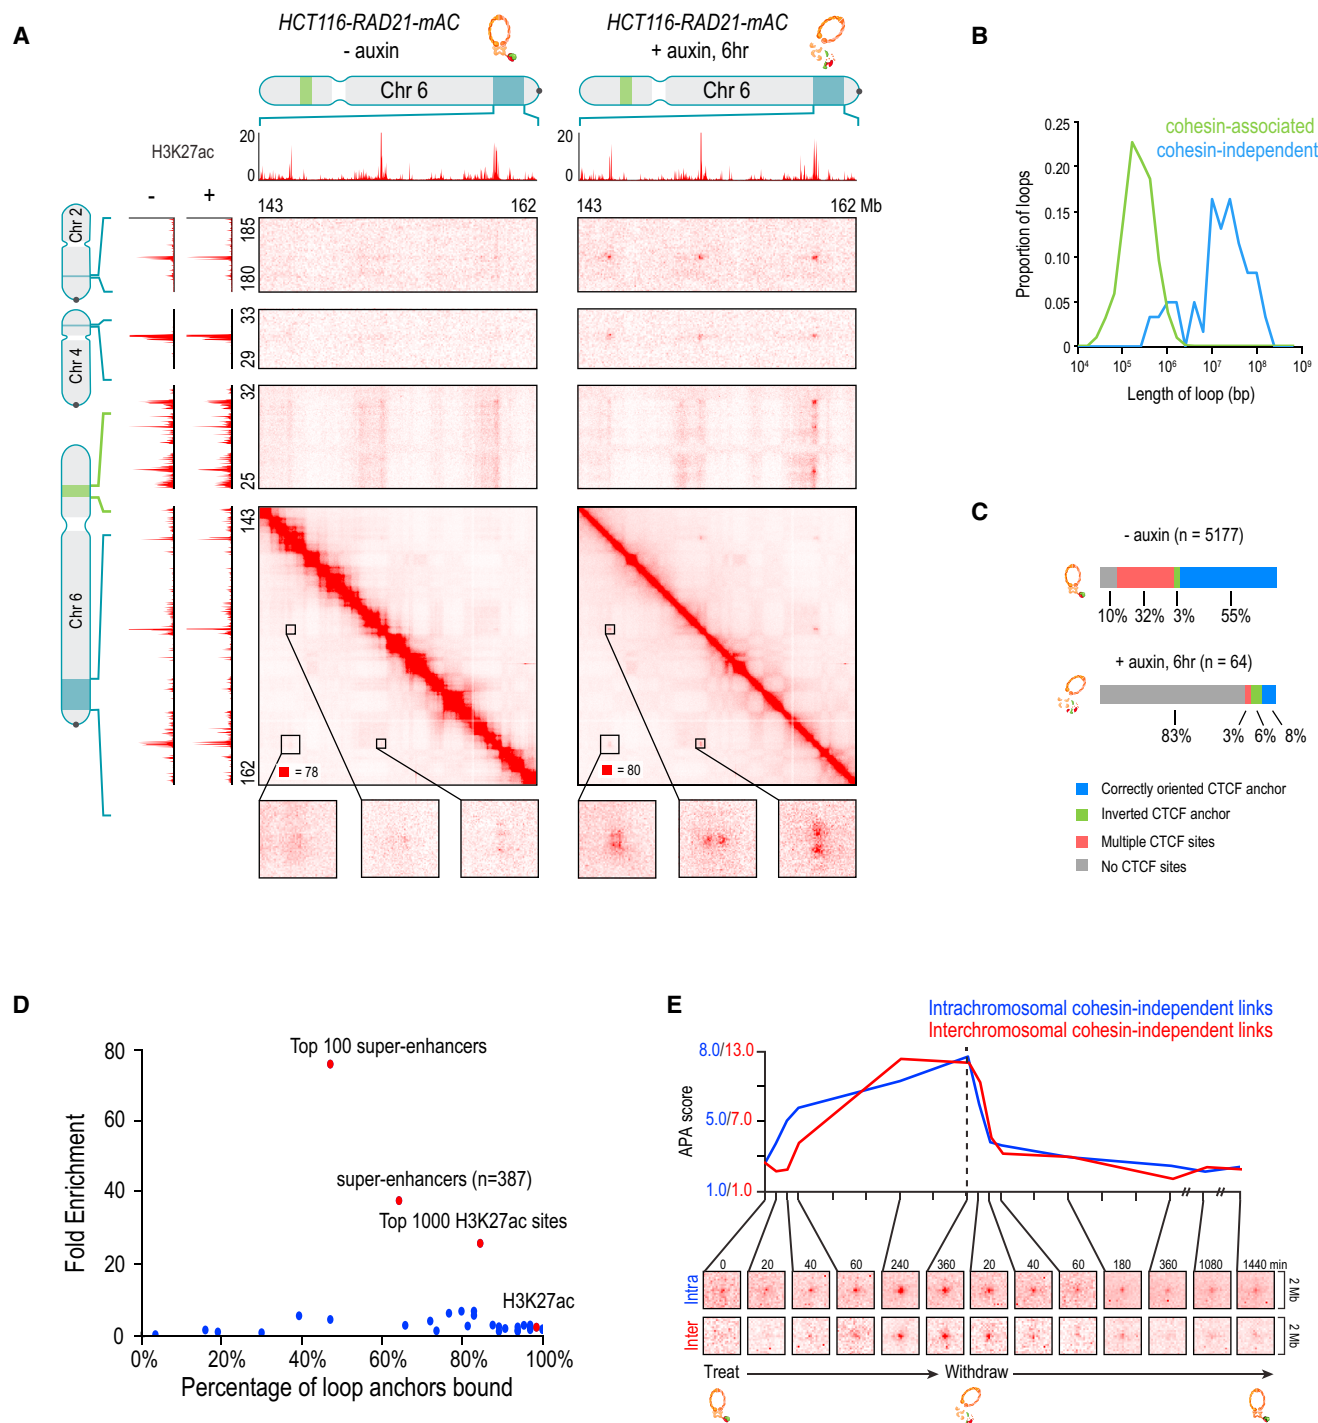 A
HCT116-RAD21-mAC
- auxin
HCT116-RAD21-mAC
+ auxin, 6hr
Chr 6
Chr 6
H3K27ac
20
0
20
0
- +
143 162
143 162 Mb
Chr 2
185
180
Chr 4
33
29
32
25
Chr 6
143
162
= 78
= 80
B
cohesin-associated
cohesin-independent
Proportion of loops
0.25
0.20
0.15
0.10
0.05
0
10⁴ 10⁵ 10⁶ 10⁷ 10⁸ 10⁹
Length of loop (bp)
C
- auxin (n = 5177)
10% 32% 3% 55%
+ auxin, 6hr (n = 64)
83% 3% 6% 8%
Correctly oriented CTCF anchor
Inverted CTCF anchor
Multiple CTCF sites
No CTCF sites
D
Fold Enrichment
80
60
40
20
0
Top 100 super-enhancers
super-enhancers (n=387)
Top 1000 H3K27ac sites
H3K27ac
0% 20% 40% 60% 80% 100%
Percentage of loop anchors bound
E
Intrachromosomal cohesin-independent links
Interchromosomal cohesin-independent links
APA score
8.0/13.0
5.0/7.0
1.0/1.0
0 20 40 60 240 360 20 40 60 180 360 1080 1440 min
Intra
2 Mb
Inter
2 Mb
Treat
Withdraw